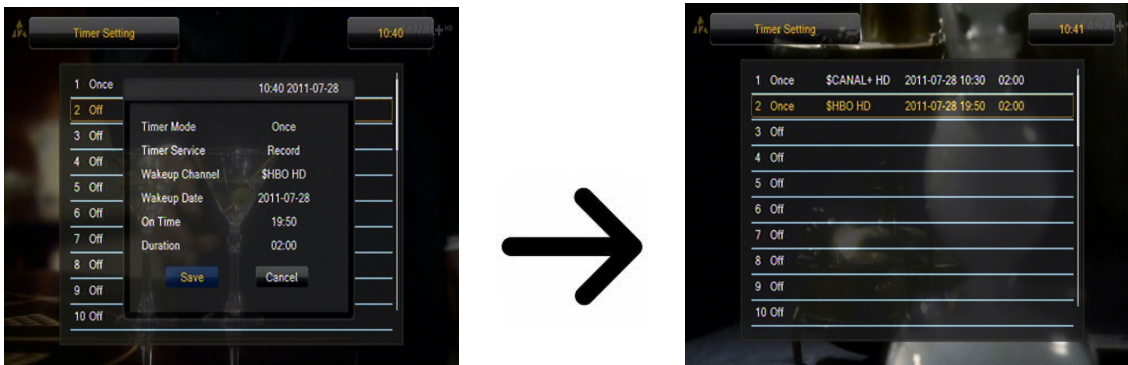 Timer Setting
10:40
CANAL+ HD
1 Once
10:40 2011-07-28
2 Off
3 Off
4 Off
5 Off
6 Off
7 Off
8 Off
9 Off
10 Off
Timer Mode Once
Timer Service Record
Wakeup Channel $HBO HD
Wakeup Date 2011-07-28
On Time 19:50
Duration 02:00
Save Cancel
Timer Setting
10:41
1 Once $CANAL+ HD 2011-07-28 10:30 02:00
2 Once $HBO HD 2011-07-28 19:50 02:00
3 Off
4 Off
5 Off
6 Off
7 Off
8 Off
9 Off
10 Off